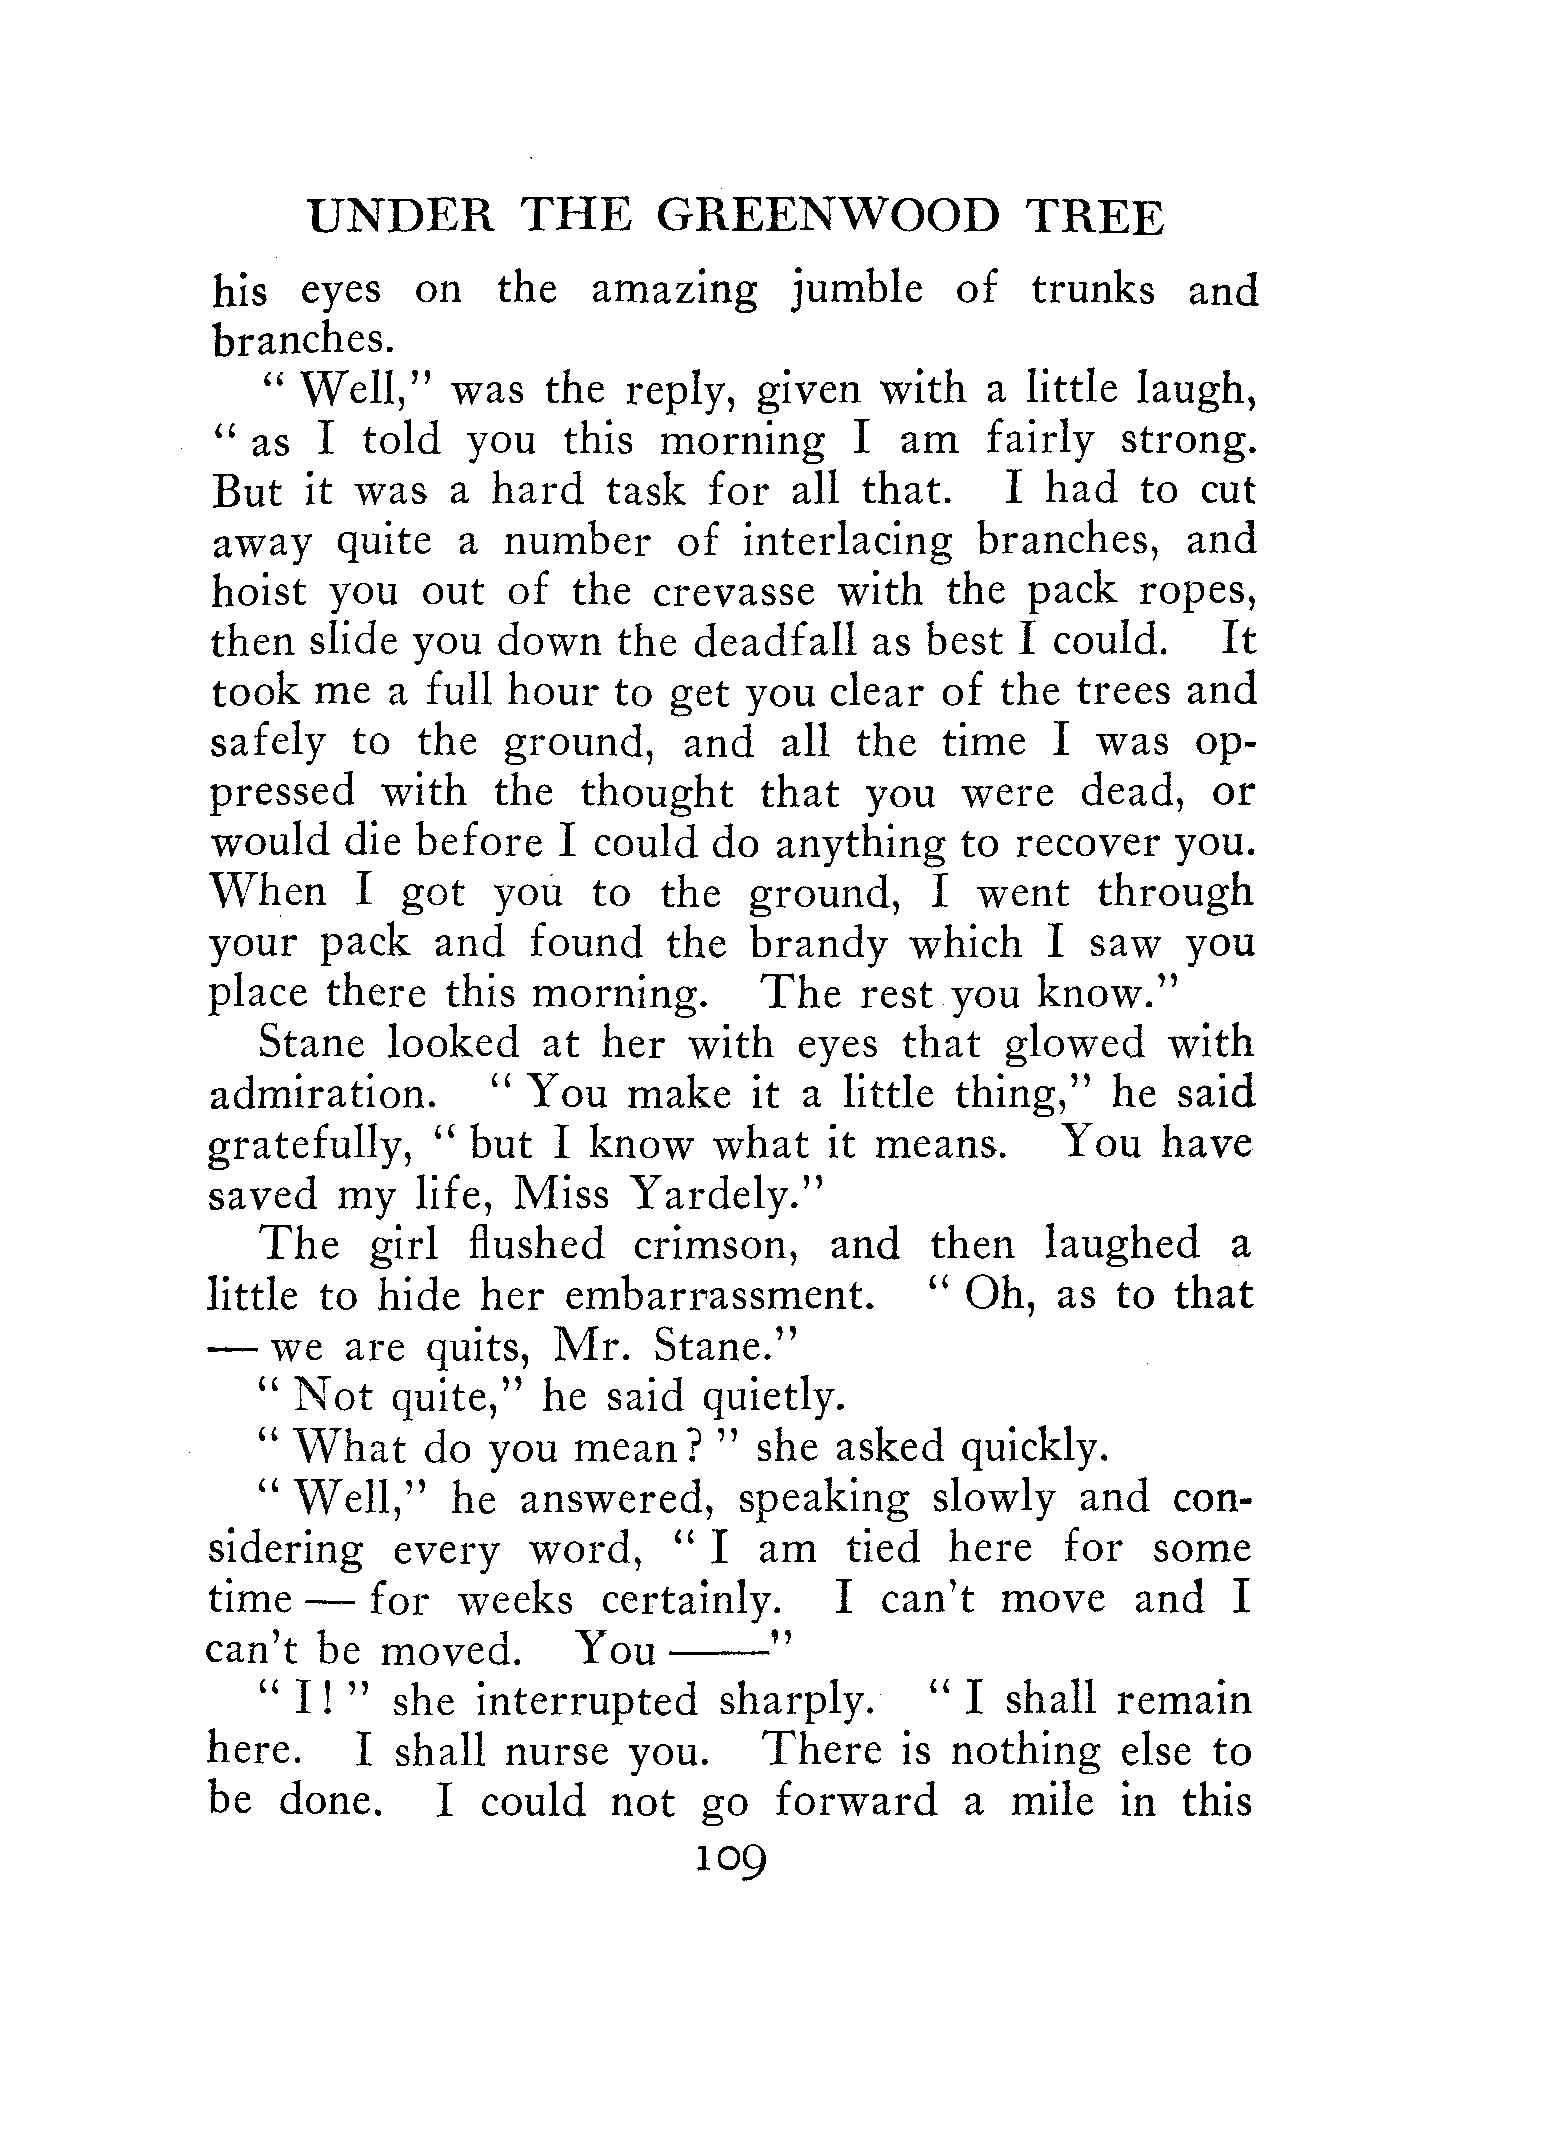 UNDER THE GREENWOOD TREE
his eyes on the amazing jumble of trunks and
branches.
" Well," was the reply, given with a little laugh,
" as I told you this morning I am fairly strong.
But it was a hard task for all that. I had to cut
away quite a number of interlacing branches, and
hoist you out of the crevasse with the pack ropes,
then slide you down the deadfall as best I could. It
took me a full hour to get you clear of the trees and
safely to the ground, and all the time I was op-
pressed with the thought that you were dead, or
would die before I could do anything to recover you.
When I got you to the ground, I went through
your pack and found the brandy which I saw you
place there this morning. The rest you know."
Stane looked at her with eyes that glowed with
admiration. " You make it a little thing," he said
gratefully, " but I know what it means. You have
saved my life, Miss Yardely."
The girl flushed crimson, and then laughed a
little to hide her embarrassment. " Oh, as to that
— we are quits, Mr. Stane."
" Not quite," he said quietly.
" What do you mean? " she asked quickly.
" Well," he answered, speaking slowly and con-
sidering every word, " I am tied here for some
time — for weeks certainly. I can't move and I
can't be moved. You ——"
" I! " she interrupted sharply. " I shall remain
here. I shall nurse you. There is nothing else to
be done. I could not go forward a mile in this
109